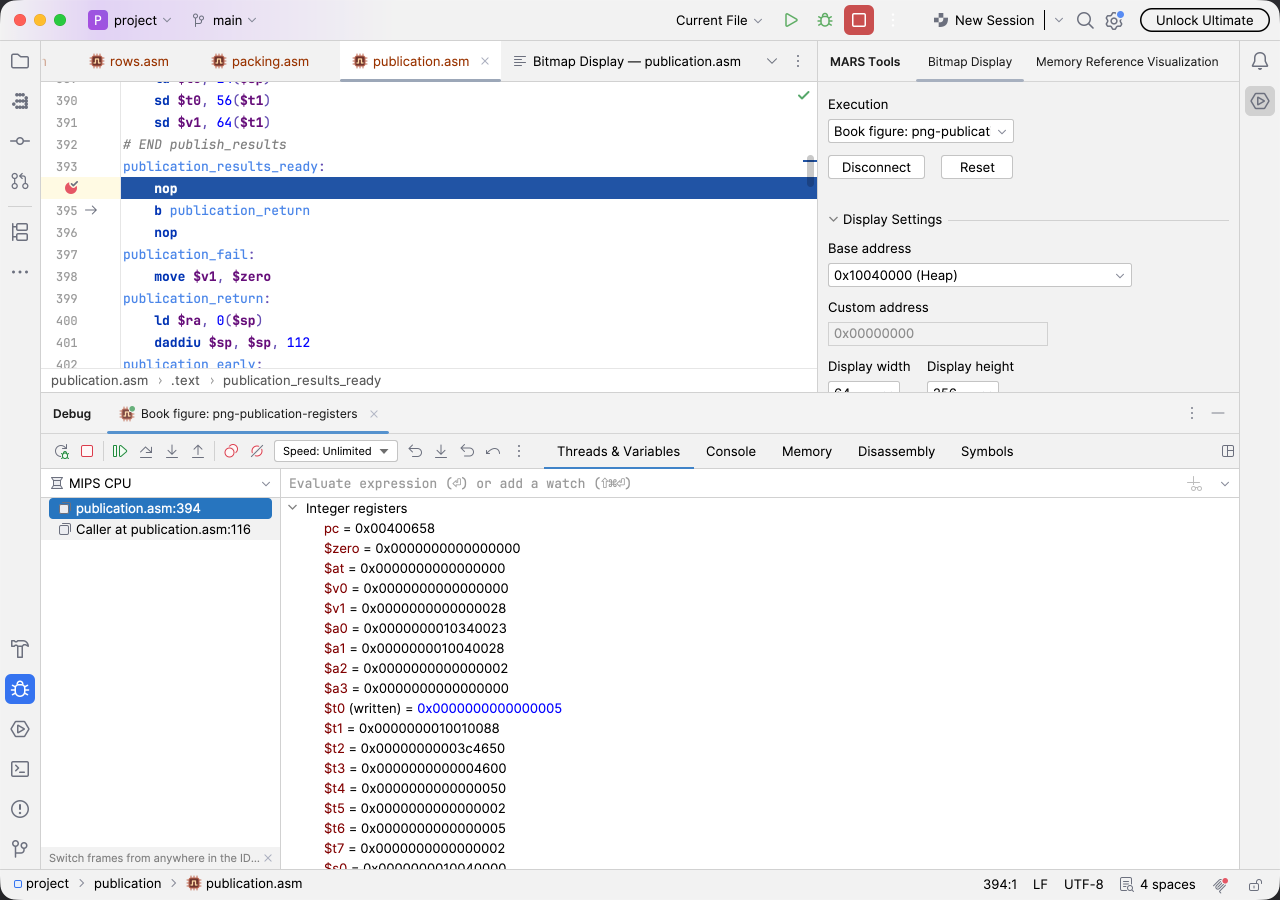 P project main Current File New Session Unlock Ultimate
rows.asm packing.asm publication.asm Bitmap Display — publication.asm
MARS Tools Bitmap Display Memory Reference Visualization
390 sd $t0, 56($t1)
391 sd $v1, 64($t1)
392 # END publish_results
393 publication_results_ready:
nop
395 b publication_return
396 nop
397 publication_fail:
398 move $v1, $zero
399 publication_return:
400 ld $ra, 0($sp)
401 daddiu $sp, $sp, 112
402 publication_early:
publication.asm › .text › publication_results_ready
Execution
Book figure: png-publicat
Disconnect Reset
Display Settings
Base address
0x10040000 (Heap)
Custom address
0x00000000
Display width Display height
64 256
Debug Book figure: png-publication-registers
Speed: Unlimited Threads & Variables Console Memory Disassembly Symbols
MIPS CPU
publication.asm:394
Caller at publication.asm:116
Switch frames from anywhere in the ID...
Evaluate expression (⏎) or add a watch (⇧⌘⏎)
Integer registers
pc = 0x00400658
$zero = 0x0000000000000000
$at = 0x0000000000000000
$v0 = 0x0000000000000000
$v1 = 0x0000000000000028
$a0 = 0x0000000010340023
$a1 = 0x0000000010040028
$a2 = 0x0000000000000002
$a3 = 0x0000000000000000
$t0 (written) = 0x0000000000000005
$t1 = 0x0000000010010088
$t2 = 0x00000000003c4650
$t3 = 0x0000000000004600
$t4 = 0x0000000000000050
$t5 = 0x0000000000000002
$t6 = 0x0000000000000005
$t7 = 0x0000000000000002
$s0 = 0x0000000010040000
project › publication › publication.asm
394:1 LF UTF-8 4 spaces